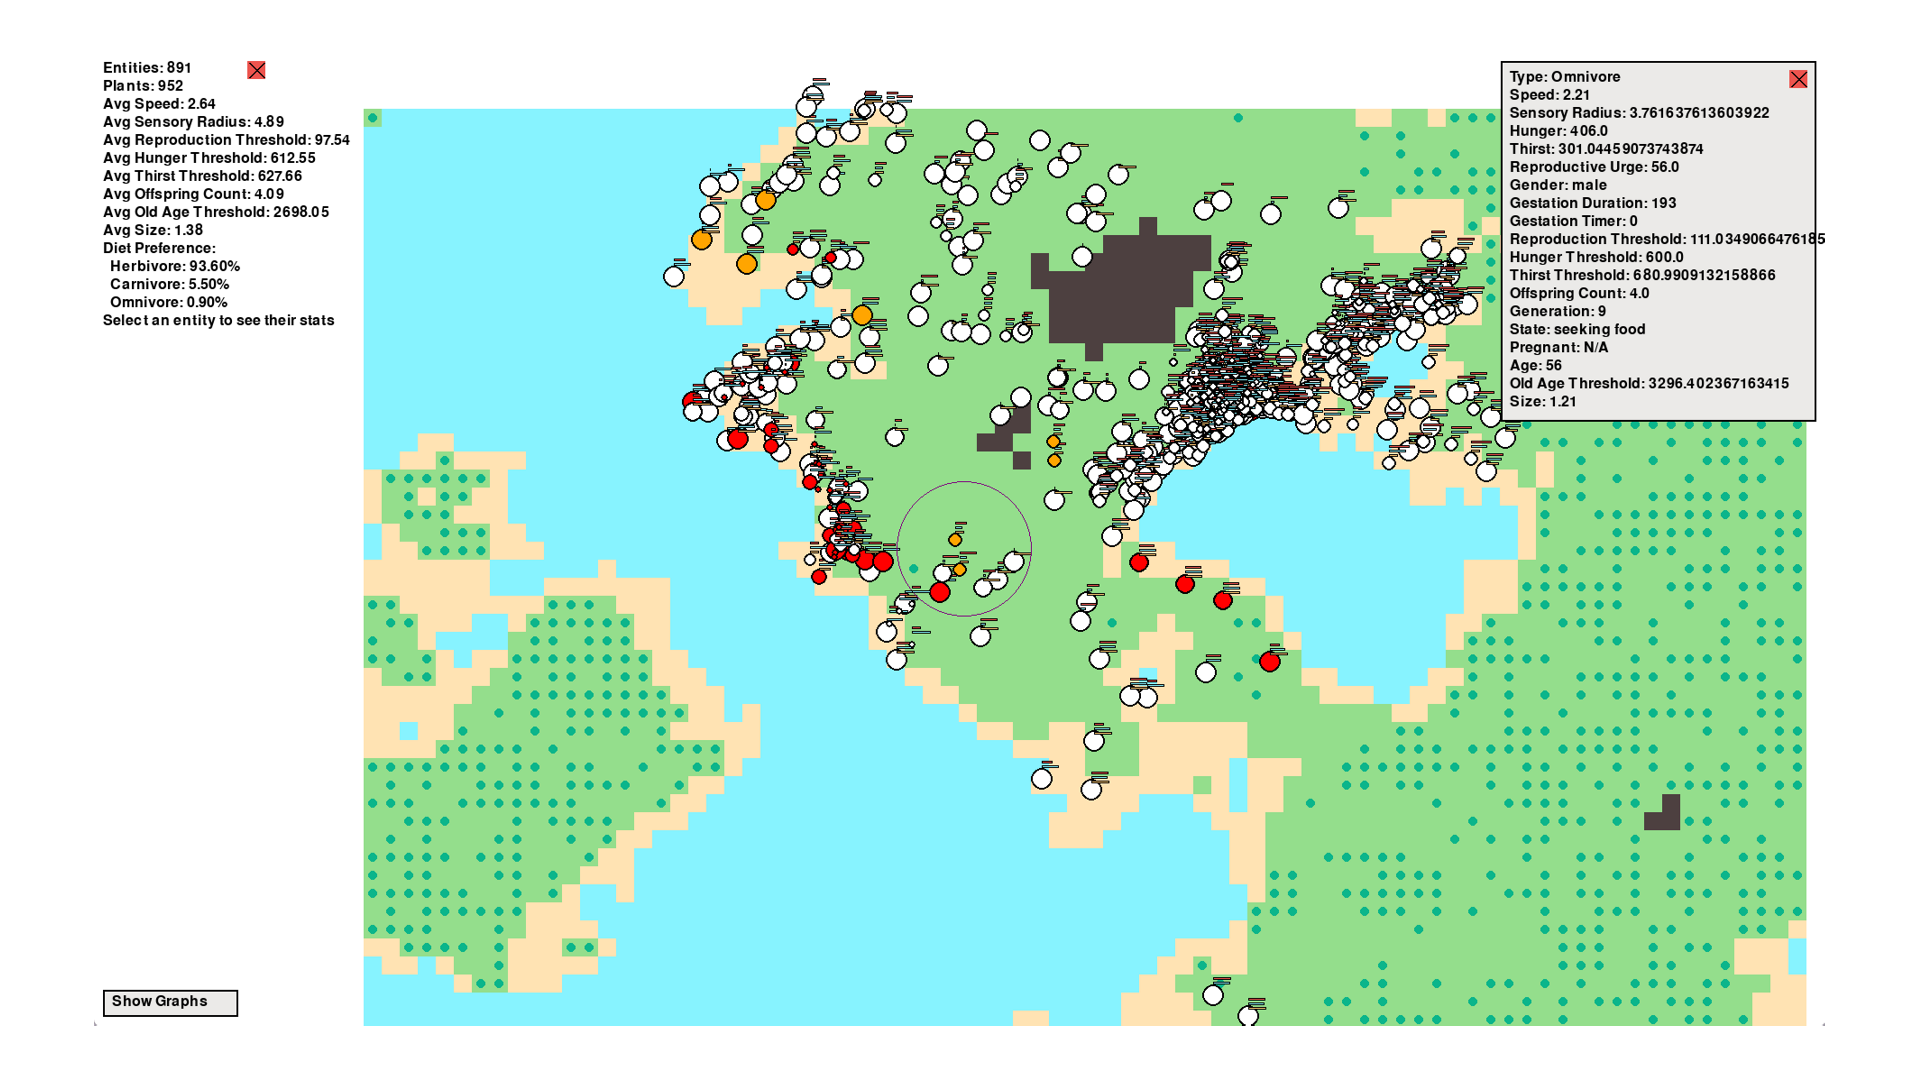 Entities: 891
Plants: 952
Avg Speed: 2.64
Avg Sensory Radius: 4.89
Avg Reproduction Threshold: 97.54
Avg Hunger Threshold: 612.55
Avg Thirst Threshold: 627.66
Avg Offspring Count: 4.09
Avg Old Age Threshold: 2698.05
Avg Size: 1.38
Diet Preference:
Herbivore: 93.60%
Carnivore: 5.50%
Omnivore: 0.90%
Select an entity to see their stats
Show Graphs
Type: Omnivore
Speed: 2.21
Sensory Radius: 3.761637613603922
Hunger: 406.0
Thirst: 301.04459073743874
Reproductive Urge: 56.0
Gender: male
Gestation Duration: 193
Gestation Timer: 0
Reproduction Threshold: 111.0349066476185
Hunger Threshold: 600.0
Thirst Threshold: 680.9909132158866
Offspring Count: 4.0
Generation: 9
State: seeking food
Pregnant: N/A
Age: 56
Old Age Threshold: 3296.402367163415
Size: 1.21